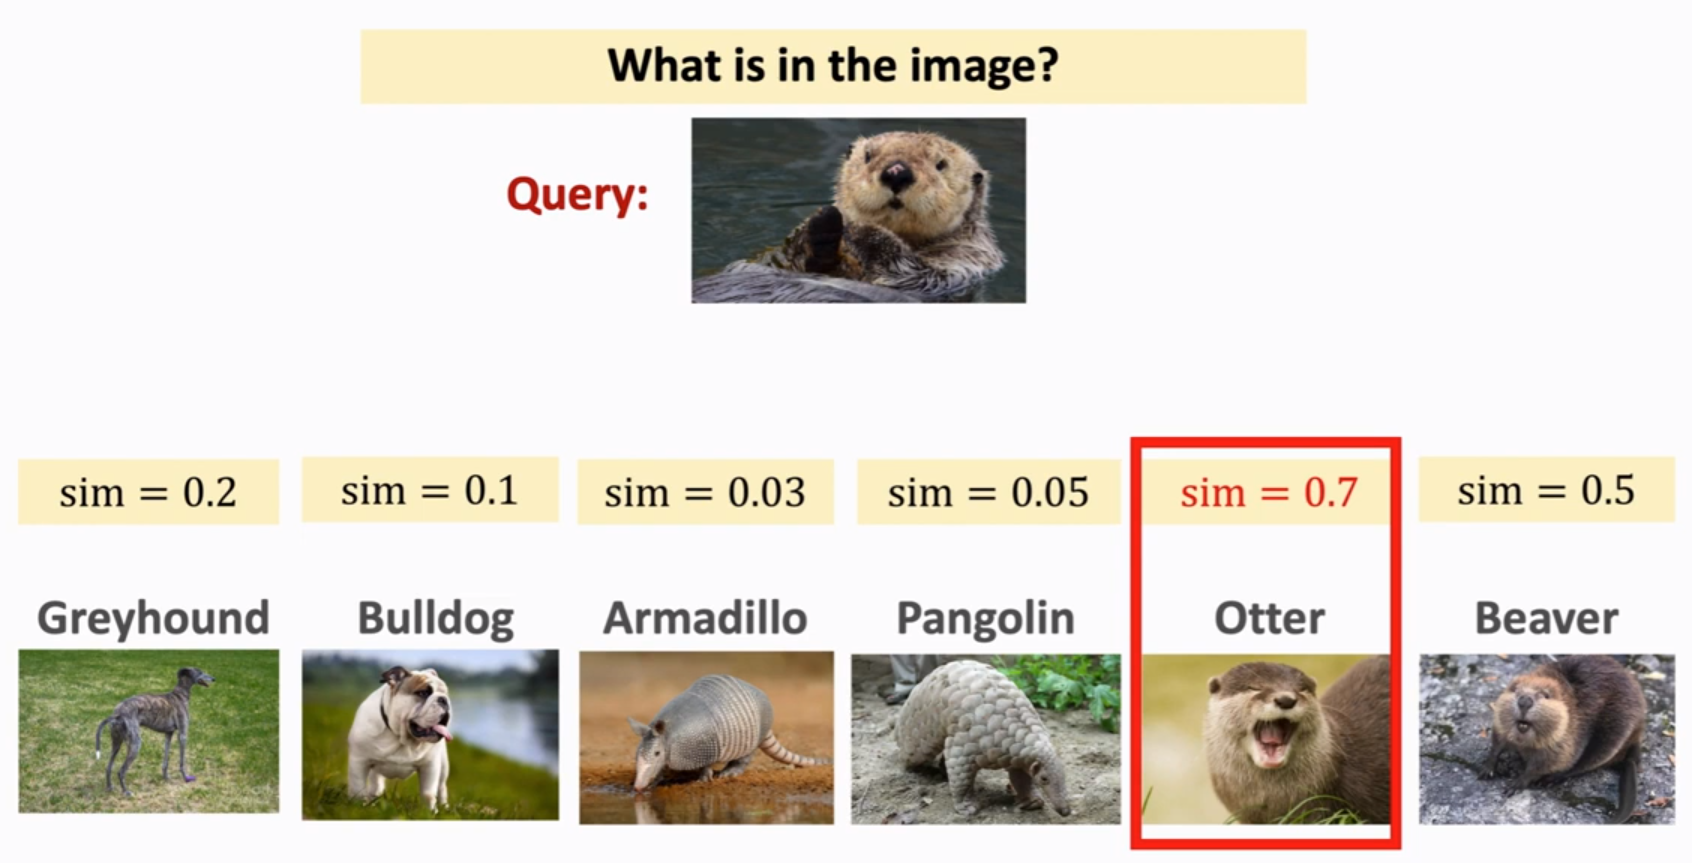 What is in the image?
Query:
sim = 0.2
sim = 0.1
sim = 0.03
sim = 0.05
sim = 0.7
sim = 0.5
Greyhound
Bulldog
Armadillo
Pangolin
Otter
Beaver